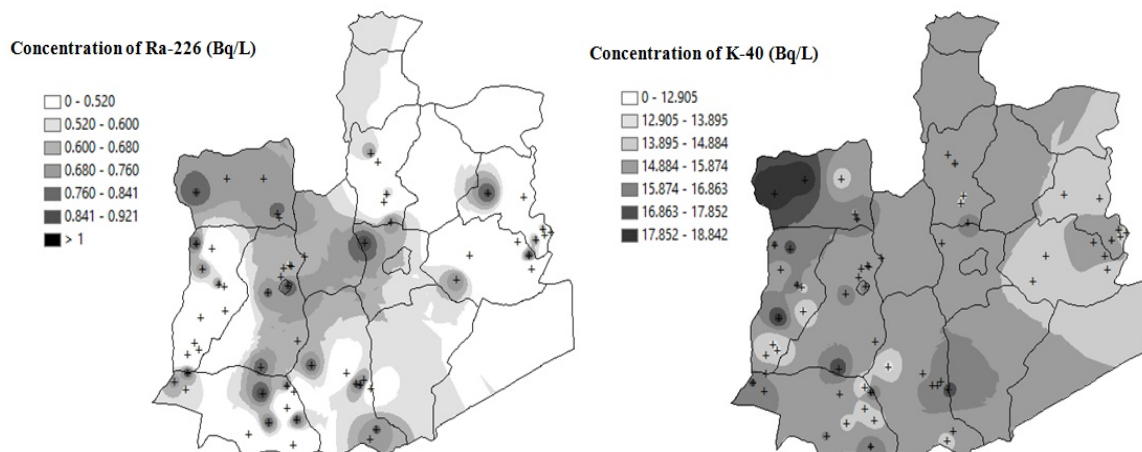 Concentration of Ra-226 (Bq/L)
0 - 0.520
0.520 - 0.600
0.600 - 0.680
0.680 - 0.760
0.760 - 0.841
0.841 - 0.921
> 1
Concentration of K-40 (Bq/L)
0 - 12.905
12.905 - 13.895
13.895 - 14.884
14.884 - 15.874
15.874 - 16.863
16.863 - 17.852
17.852 - 18.842